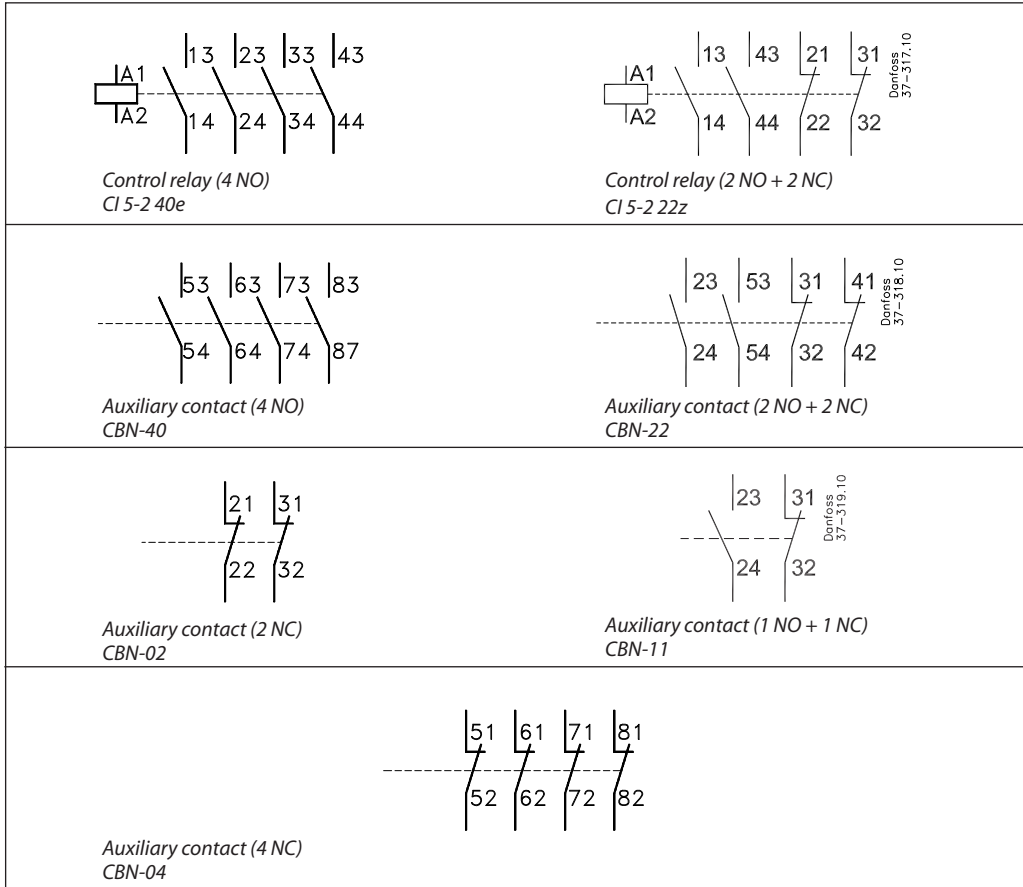 13 23 33 43
A1
A2
14 24 34 44
Control relay (4 NO)
CI 5-2 40e
13 43 21 31
A1
A2
14 44 22 32
Danfoss
37-317.10
Control relay (2 NO + 2 NC)
CI 5-2 22z
53 63 73 83
54 64 74 87
Auxiliary contact (4 NO)
CBN-40
23 53 31 41
24 54 32 42
Danfoss
37-318.10
Auxiliary contact (2 NO + 2 NC)
CBN-22
21 31
22 32
Auxiliary contact (2 NC)
CBN-02
23 31
24 32
Danfoss
37-319.10
Auxiliary contact (1 NO + 1 NC)
CBN-11
51 61 71 81
52 62 72 82
Auxiliary contact (4 NC)
CBN-04